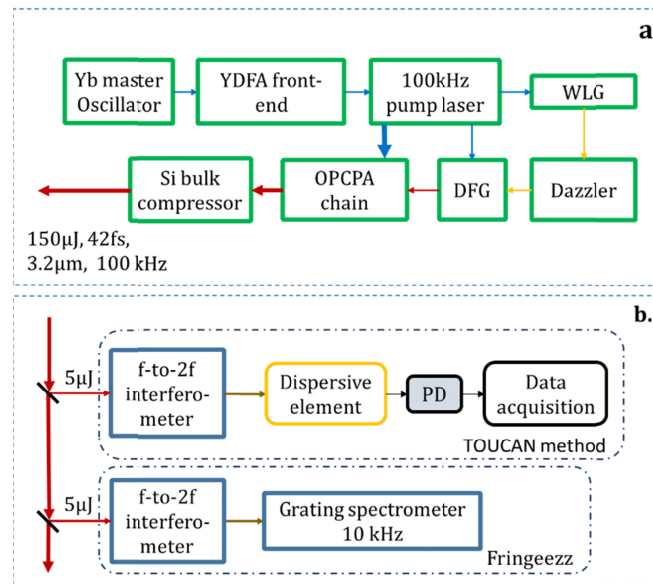 a.
Yb master
Oscillator
YDFA front-
end
100kHz
pump laser
WLG
Si bulk
compressor
OPCPA
chain
DFG
Dazzler
150µJ, 42fs,
3.2µm, 100 kHz
b.
5µJ
f-to-2f
interfero-
meter
Dispersive
element
PD
Data
acquisition
TOUCAN method
5µJ
f-to-2f
interfero-
meter
Grating spectrometer
10 kHz
Fringeezz